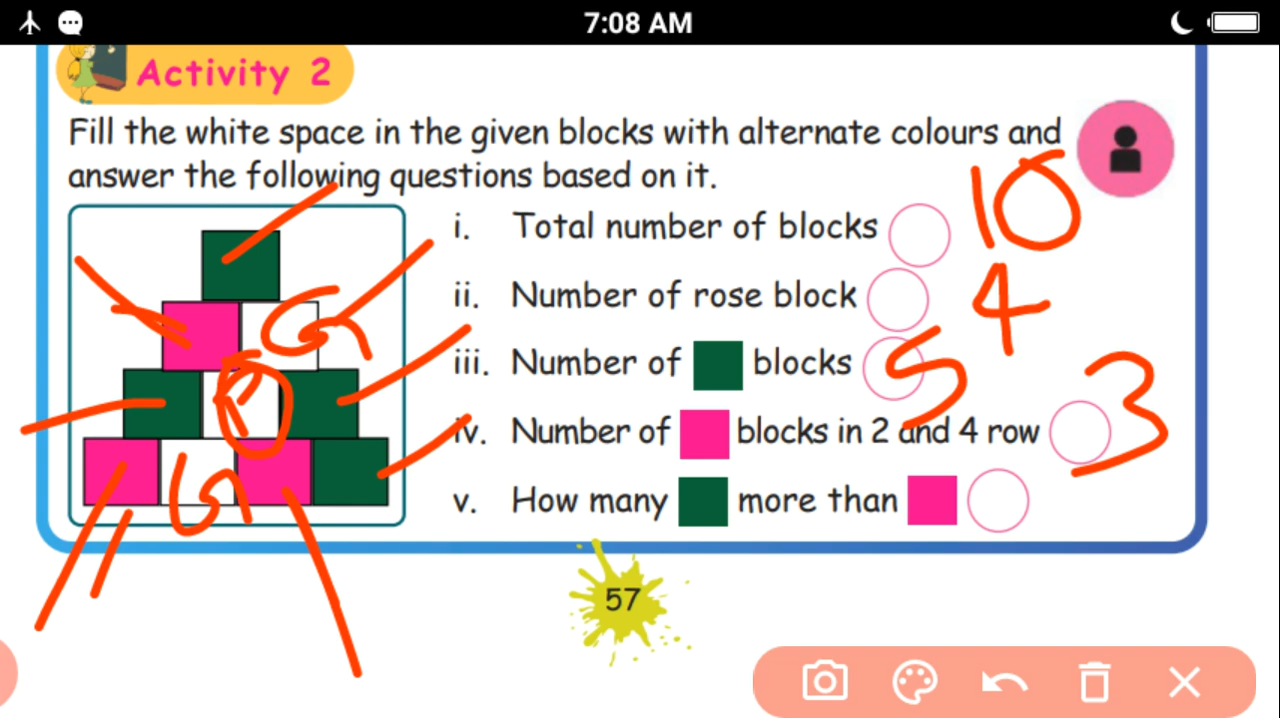 7:08 AM
Activity 2
Fill the white space in the given blocks with alternate colours and
answer the following questions based on it.
i. Total number of blocks 10
ii. Number of rose block 4
iii. Number of blocks 5
iv. Number of blocks in 2 and 4 row 3
v. How many more than
G
R
G
57